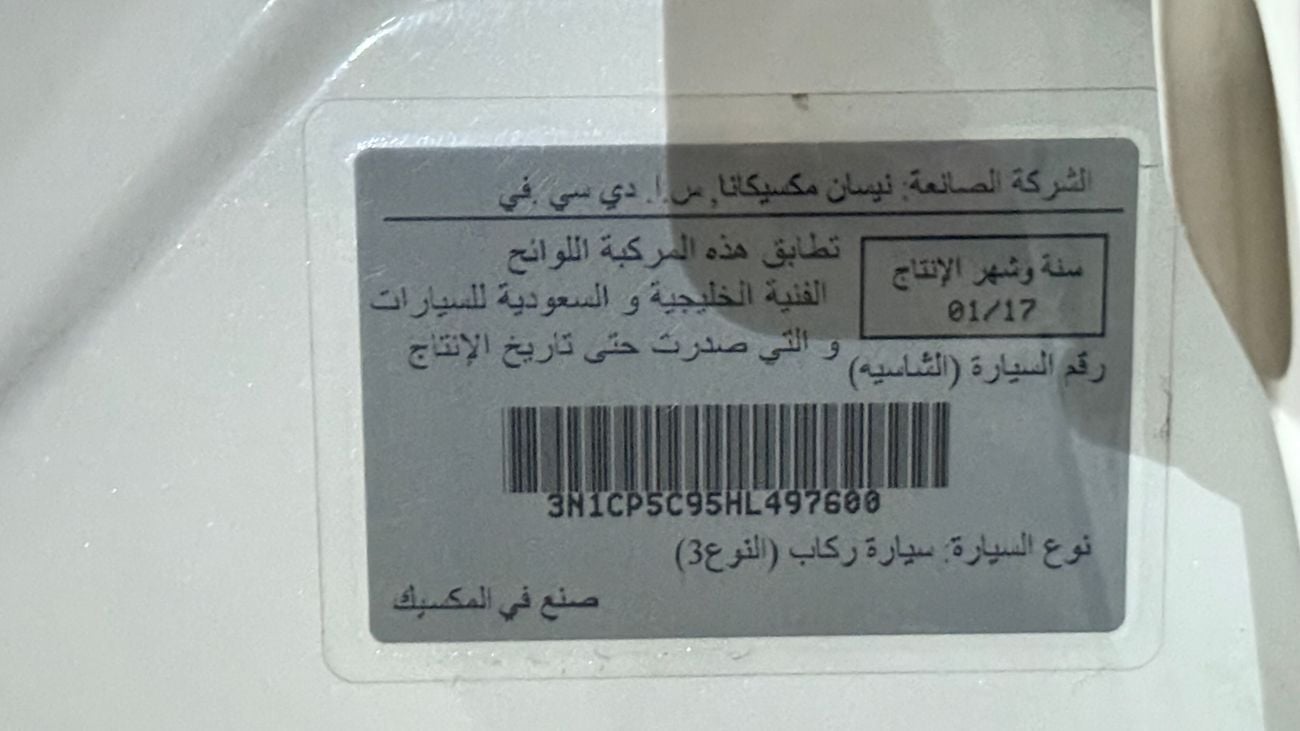 الشركة الصانعة: نيسان مكسيكانا, س.ا. دي سي .في
سنة وشهر الإنتاج
01/17
تطابق هذه المركبة اللوائح
الفنية الخليجية و السعودية للسيارات
و التي صدرت حتى تاريخ الإنتاج
رقم السيارة (الشاسيه)
3N1CP5C95HL497600
نوع السيارة: سيارة ركاب (النوع3)
صنع في المكسيك